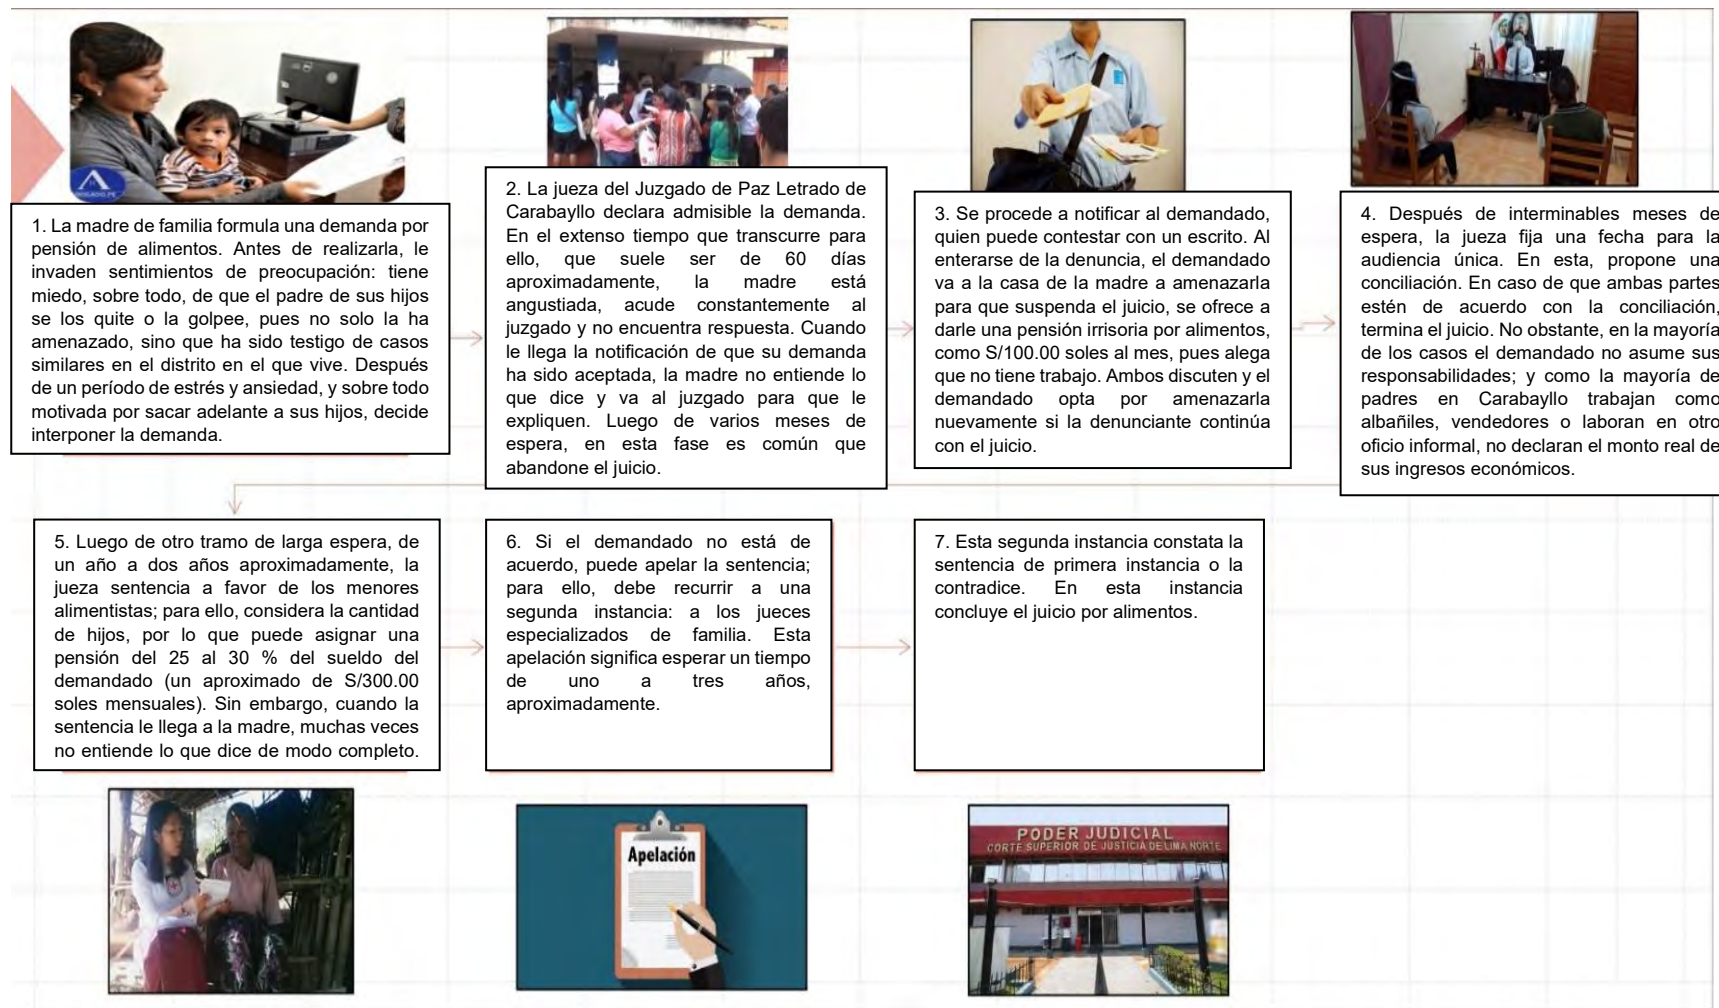 1. La madre de familia formula una demanda por
pensión de alimentos. Antes de realizarla, le
invaden sentimientos de preocupación: tiene
miedo, sobre todo, de que el padre de sus hijos
se los quite o la golpee, pues no solo la ha
amenazado, sino que ha sido testigo de casos
similares en el distrito en el que vive. Después
de un período de estrés y ansiedad, y sobre todo
motivada por sacar adelante a sus hijos, decide
interponer la demanda.
2. La jueza del Juzgado de Paz Letrado de
Carabayllo declara admisible la demanda.
En el extenso tiempo que transcurre para
ello, que suele ser de 60 días
aproximadamente, la madre está
angustiada, acude constantemente al
juzgado y no encuentra respuesta. Cuando
le llega la notificación de que su demanda
ha sido aceptada, la madre no entiende lo
que dice y va al juzgado para que le
expliquen. Luego de varios meses de
espera, en esta fase es común que
abandone el juicio.
3. Se procede a notificar al demandado,
quien puede contestar con un escrito. Al
enterarse de la denuncia, el demandado
va a la casa de la madre a amenazarla
para que suspenda el juicio, se ofrece a
darle una pensión irrisoria por alimentos,
como S/100.00 soles al mes, pues alega
que no tiene trabajo. Ambos discuten y el
demandado opta por amenazarla
nuevamente si la denunciante continúa
con el juicio.
4. Después de interminables meses de
espera, la jueza fija una fecha para la
audiencia única. En esta, propone una
conciliación. En caso de que ambas partes
estén de acuerdo con la conciliación,
termina el juicio. No obstante, en la mayoría
de los casos el demandado no asume sus
responsabilidades; y como la mayoría de
padres en Carabayllo trabajan como
albañiles, vendedores o laboran en otro
oficio informal, no declaran el monto real de
sus ingresos económicos.
5. Luego de otro tramo de larga espera, de
un año a dos años aproximadamente, la
jueza sentencia a favor de los menores
alimentistas; para ello, considera la cantidad
de hijos, por lo que puede asignar una
pensión del 25 al 30 % del sueldo del
demandado (un aproximado de S/300.00
soles mensuales). Sin embargo, cuando la
sentencia le llega a la madre, muchas veces
no entiende lo que dice de modo completo.
6. Si el demandado no está de
acuerdo, puede apelar la sentencia;
para ello, debe recurrir a una
segunda instancia: a los jueces
especializados de familia. Esta
apelación significa esperar un tiempo
de uno a tres años,
aproximadamente.
7. Esta segunda instancia constata la
sentencia de primera instancia o la
contradice. En esta instancia
concluye el juicio por alimentos.
Apelación
PODER JUDICIAL
CORTE SUPERIOR DE JUSTICIA DE LIMA NORTE